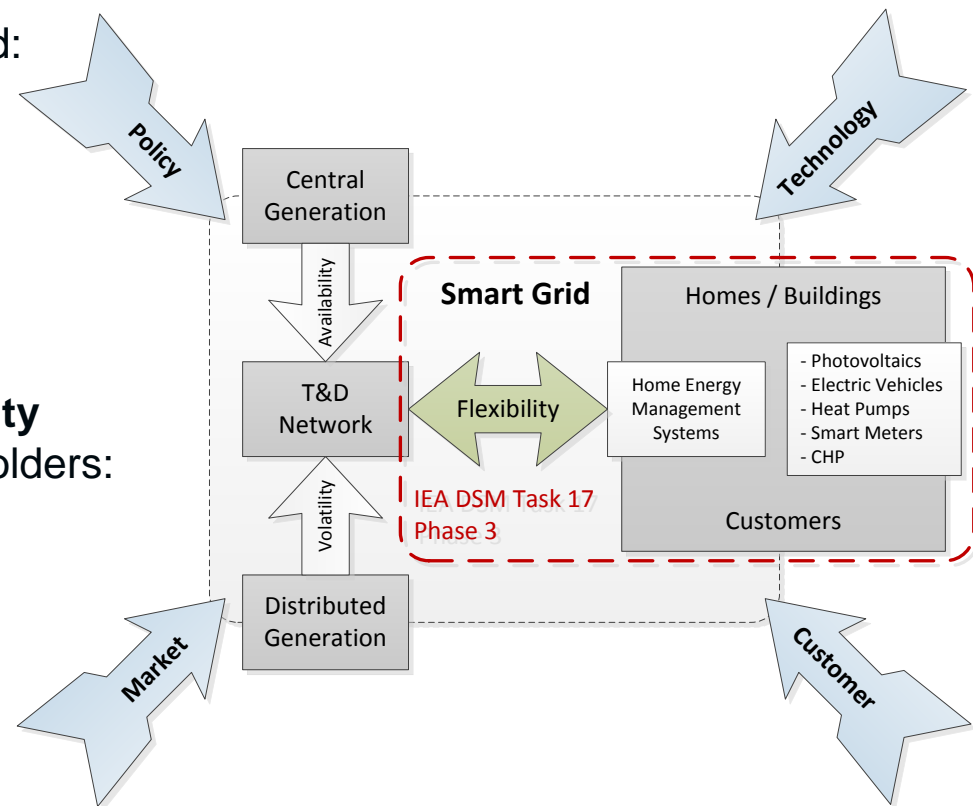 d:
Policy
Technology
Central
Generation
Availability
Smart Grid
Homes / Buildings
T&D
Network
Flexibility
Home Energy
Management
Systems
- Photovoltaics
- Electric Vehicles
- Heat Pumps
- Smart Meters
- CHP
ty
olders:
IEA DSM Task 17
Phase 3
Volatility
Customers
Distributed
Generation
Market
Customer